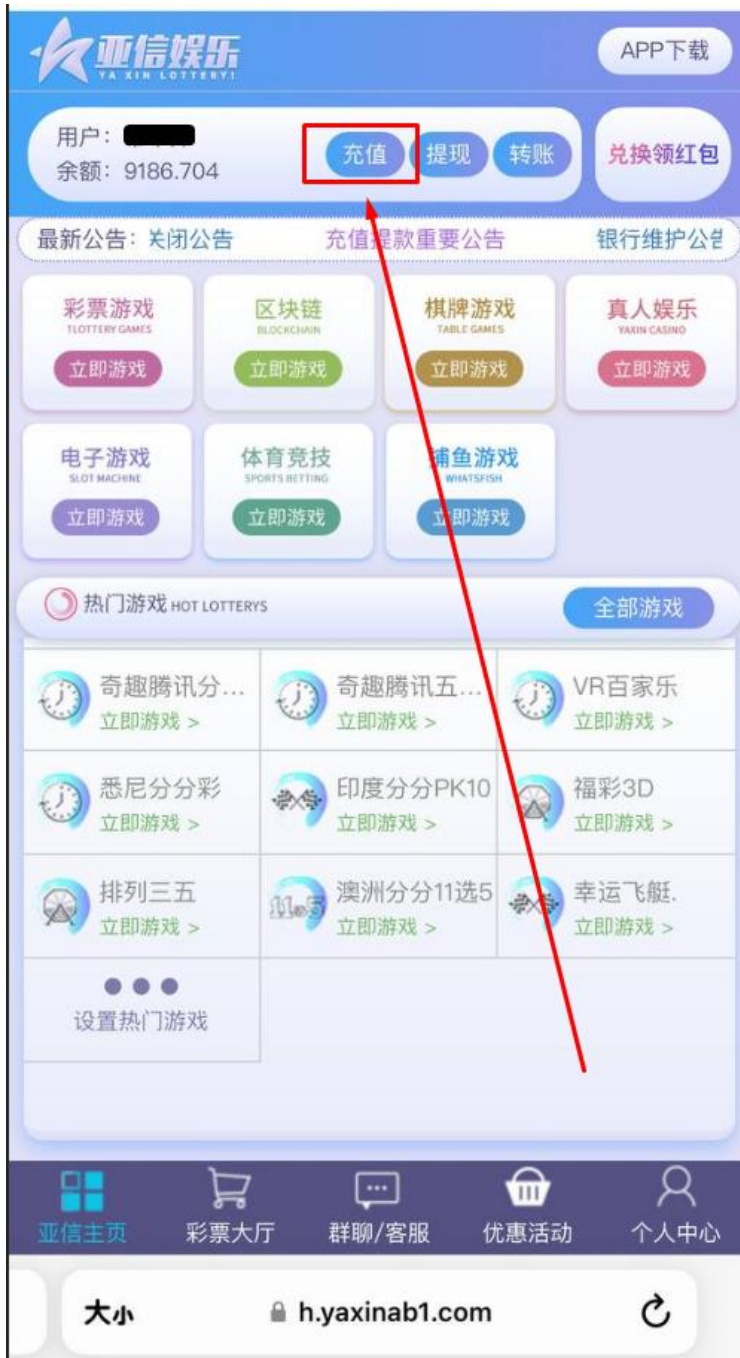 亚信娱乐
YA XIN LOTTERY!
APP下载
用户：
余额：9186.704
充值
提现
转账
兑换领红包
最新公告：关闭公告
充值提款重要公告
银行维护公告
彩票游戏
TLOTTERY GAMES
立即游戏
区块链
BLOCKCHAIN
立即游戏
棋牌游戏
TABLE GAMES
立即游戏
真人娱乐
YAXIN CASINO
立即游戏
电子游戏
SLOT MACHINE
立即游戏
体育竞技
SPORTS BETTING
立即游戏
捕鱼游戏
WHATSFISH
立即游戏
热门游戏 HOT LOTTERYS
全部游戏
奇趣腾讯分...
立即游戏 >
奇趣腾讯五...
立即游戏 >
VR百家乐
立即游戏 >
悉尼分分彩
立即游戏 >
印度分分PK10
立即游戏 >
福彩3D
立即游戏 >
排列三五
立即游戏 >
11选5
澳洲分分11选5
立即游戏 >
幸运飞艇.
立即游戏 >
设置热门游戏
亚信主页
彩票大厅
群聊/客服
优惠活动
个人中心
大小
h.yaxinab1.com